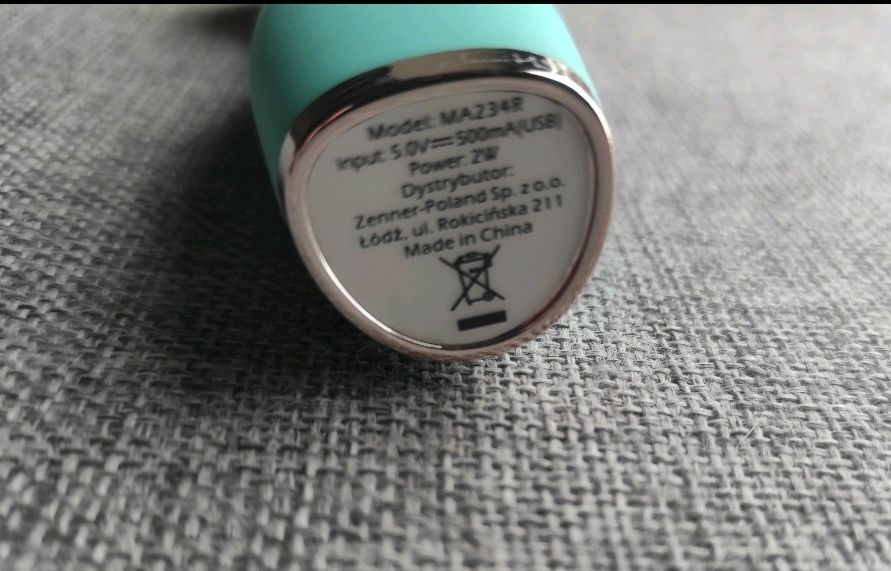 Model: MA234R
Input: 5.0V⎓500mA(USB)
Power: 2W
Dystrybutor:
Zenner-Poland Sp. z o.o.
Łódź, ul. Rokicińska 211
Made in China